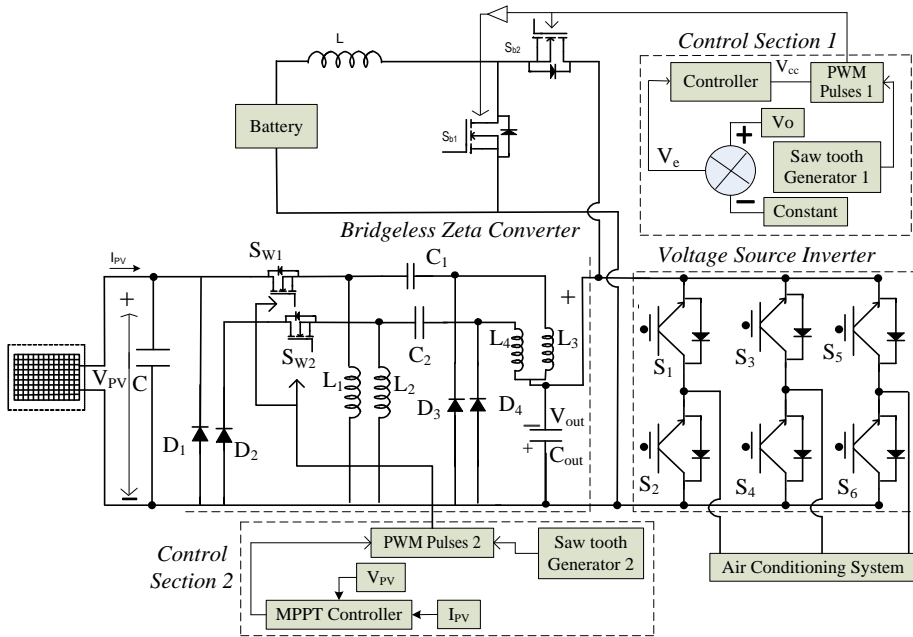 L
S_b2
Control Section 1
Controller
V_cc
PWM
Pulses 1
Battery
S_b1
+
Vo
V_e
Saw tooth
Generator 1
−
Constant
Bridgeless Zeta Converter
Voltage Source Inverter
I_PV
S_W1
C_1
+
+
S_W2
C_2
L_4
L_3
S_1
S_3
S_5
V_PV
C
L_1
L_2
D_1
D_2
D_3
D_4
−
V_out
+
C_out
−
S_2
S_4
S_6
Control
Section 2
PWM Pulses 2
Saw tooth
Generator 2
Air Conditioning System
V_PV
MPPT Controller
I_PV